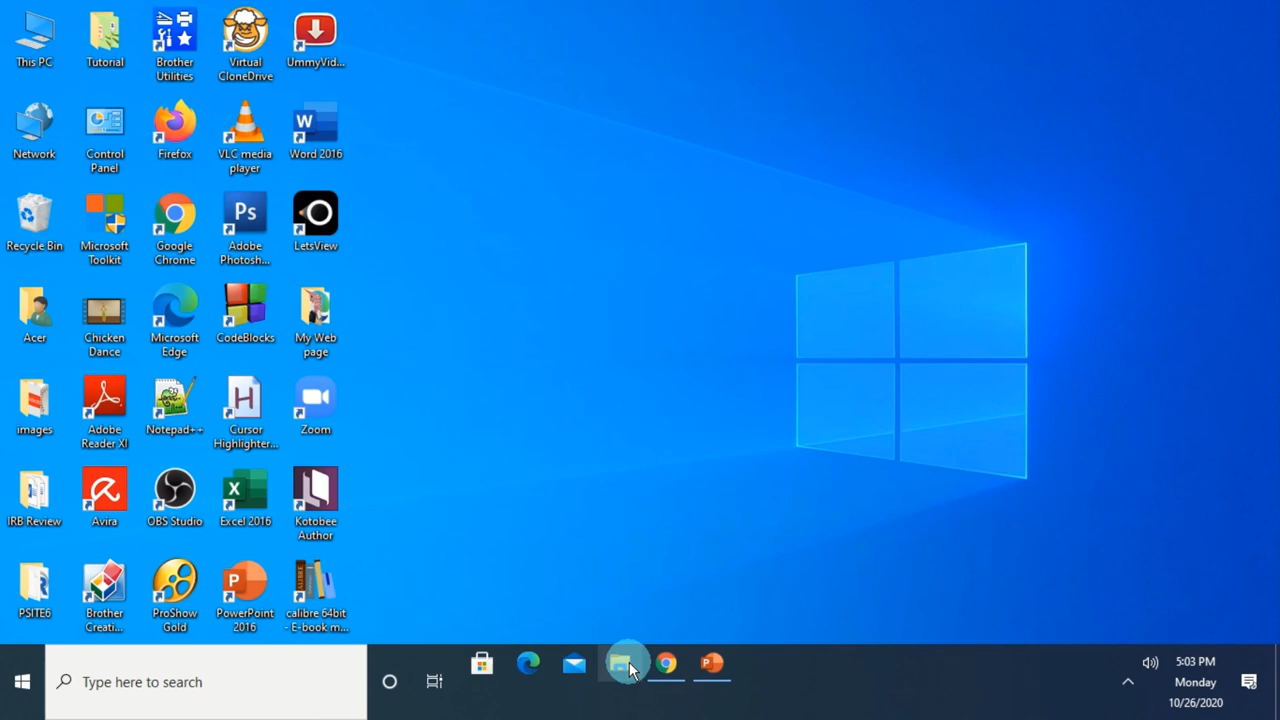 This PC
Tutorial
Brother
Utilities
Virtual
CloneDrive
UmmyVid...
Network
Control
Panel
Firefox
VLC media
player
W
Word 2016
Recycle Bin
Microsoft
Toolkit
Google
Chrome
Ps
Adobe
Photosh...
LetsView
Acer
Chicken
Dance
Microsoft
Edge
CodeBlocks
My Web
page
images
Adobe
Reader XI
Notepad++
H
Cursor
Highlighter...
Zoom
IRB Review
Avira
OBS Studio
X
Excel 2016
Kotobee
Author
PSITE6
Brother
Creati...
ProShow
Gold
P
PowerPoint
2016
calibre 64bit
- E-book m...
Type here to search
P
5:03 PM
Monday
10/26/2020